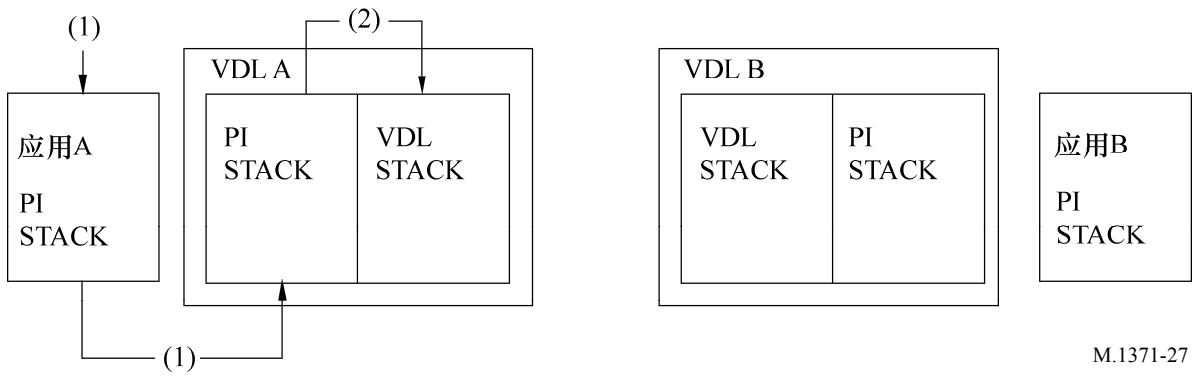 (1)
(2)
VDL A
VDL B
应用A
PI
STACK
PI
STACK
VDL
STACK
VDL
STACK
PI
STACK
应用B
PI
STACK
(1)
M.1371-27